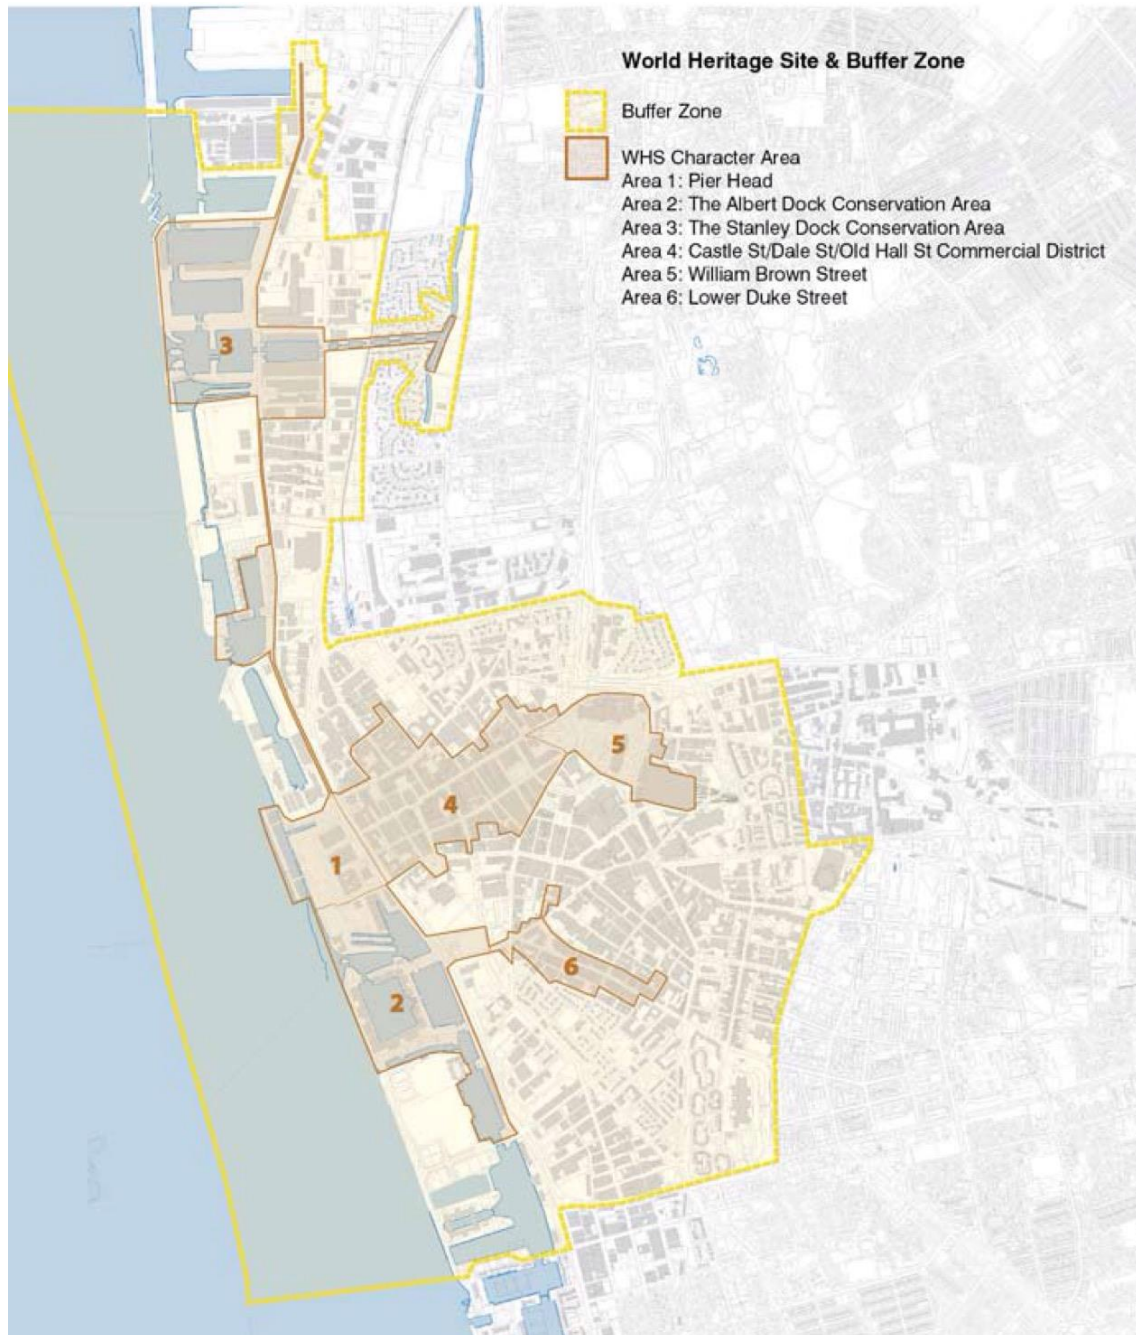 World Heritage Site & Buffer Zone
Buffer Zone
WHS Character Area
Area 1: Pier Head
Area 2: The Albert Dock Conservation Area
Area 3: The Stanley Dock Conservation Area
Area 4: Castle St/Dale St/Old Hall St Commercial District
Area 5: William Brown Street
Area 6: Lower Duke Street
3
5
4
1
6
2